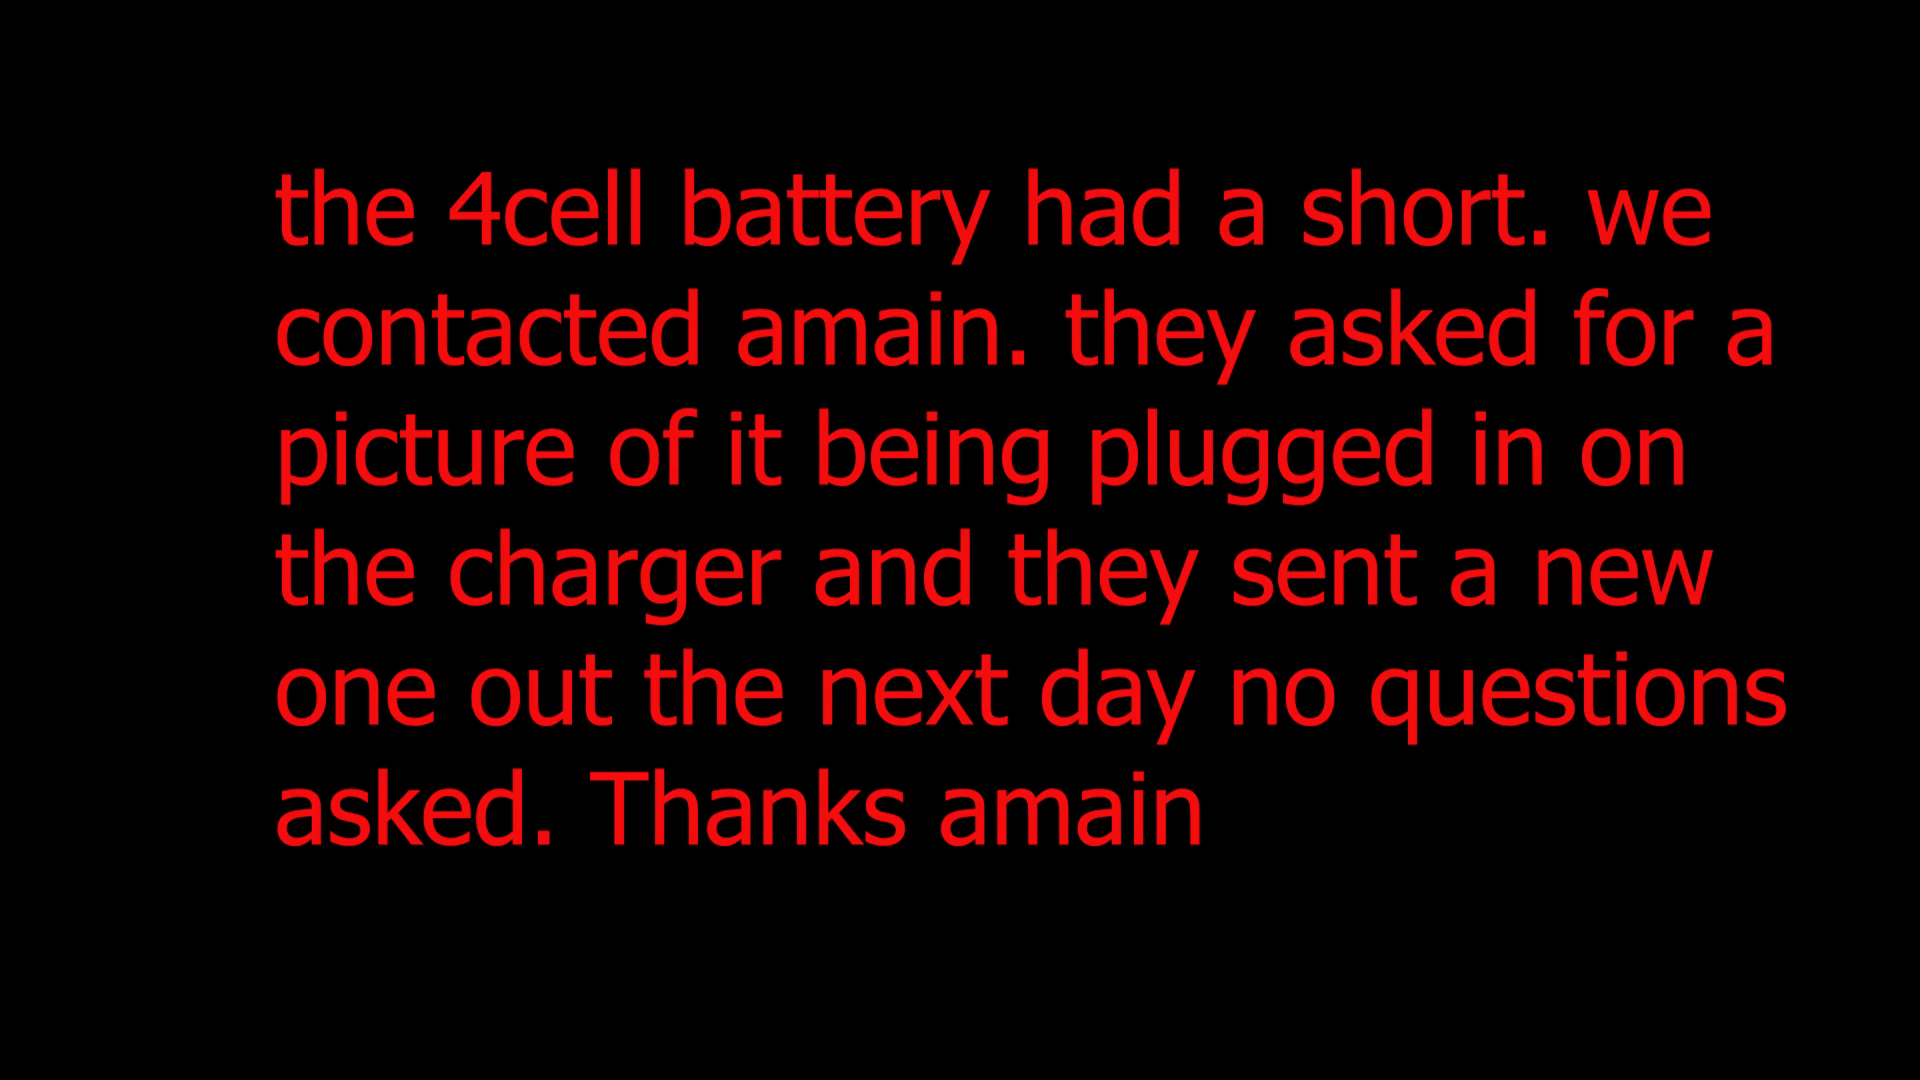 the 4cell battery had a short. we
contacted amain. they asked for a
picture of it being plugged in on
the charger and they sent a new
one out the next day no questions
asked. Thanks amain